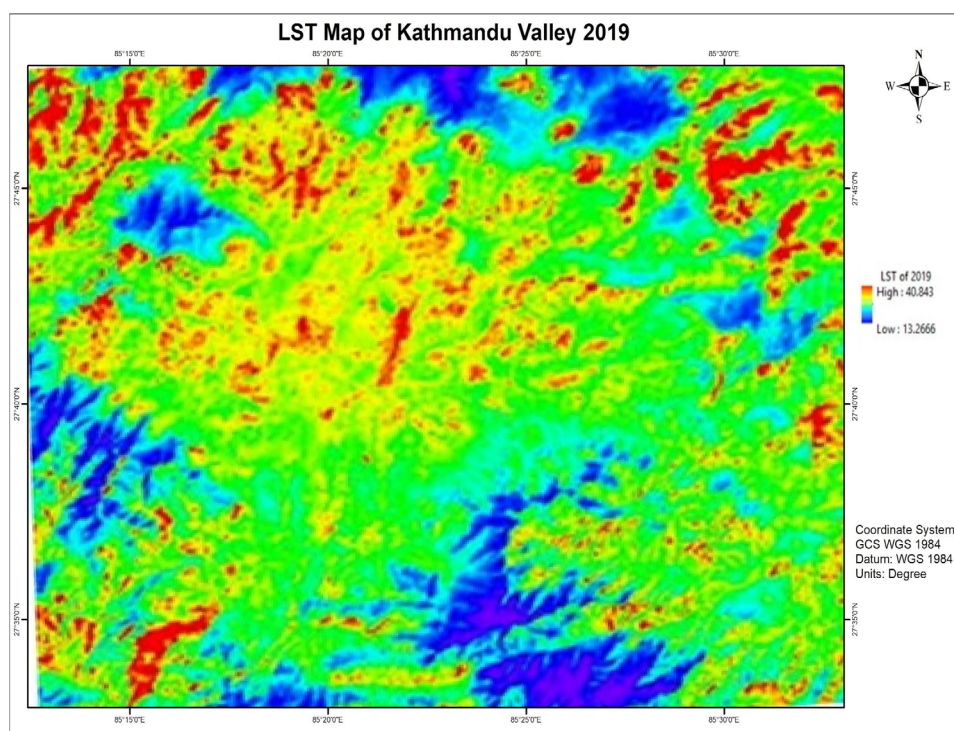 LST Map of Kathmandu Valley 2019
85°15'0"E
85°20'0"E
85°25'0"E
85°30'0"E
N
W
E
S
27°45'0"N
27°45'0"N
LST of 2019
High : 40.843
Low : 13.2666
27°40'0"N
27°40'0"N
Coordinate System
GCS WGS 1984
Datum: WGS 1984
Units: Degree
27°35'0"N
27°35'0"N
85°15'0"E
85°20'0"E
85°25'0"E
85°30'0"E